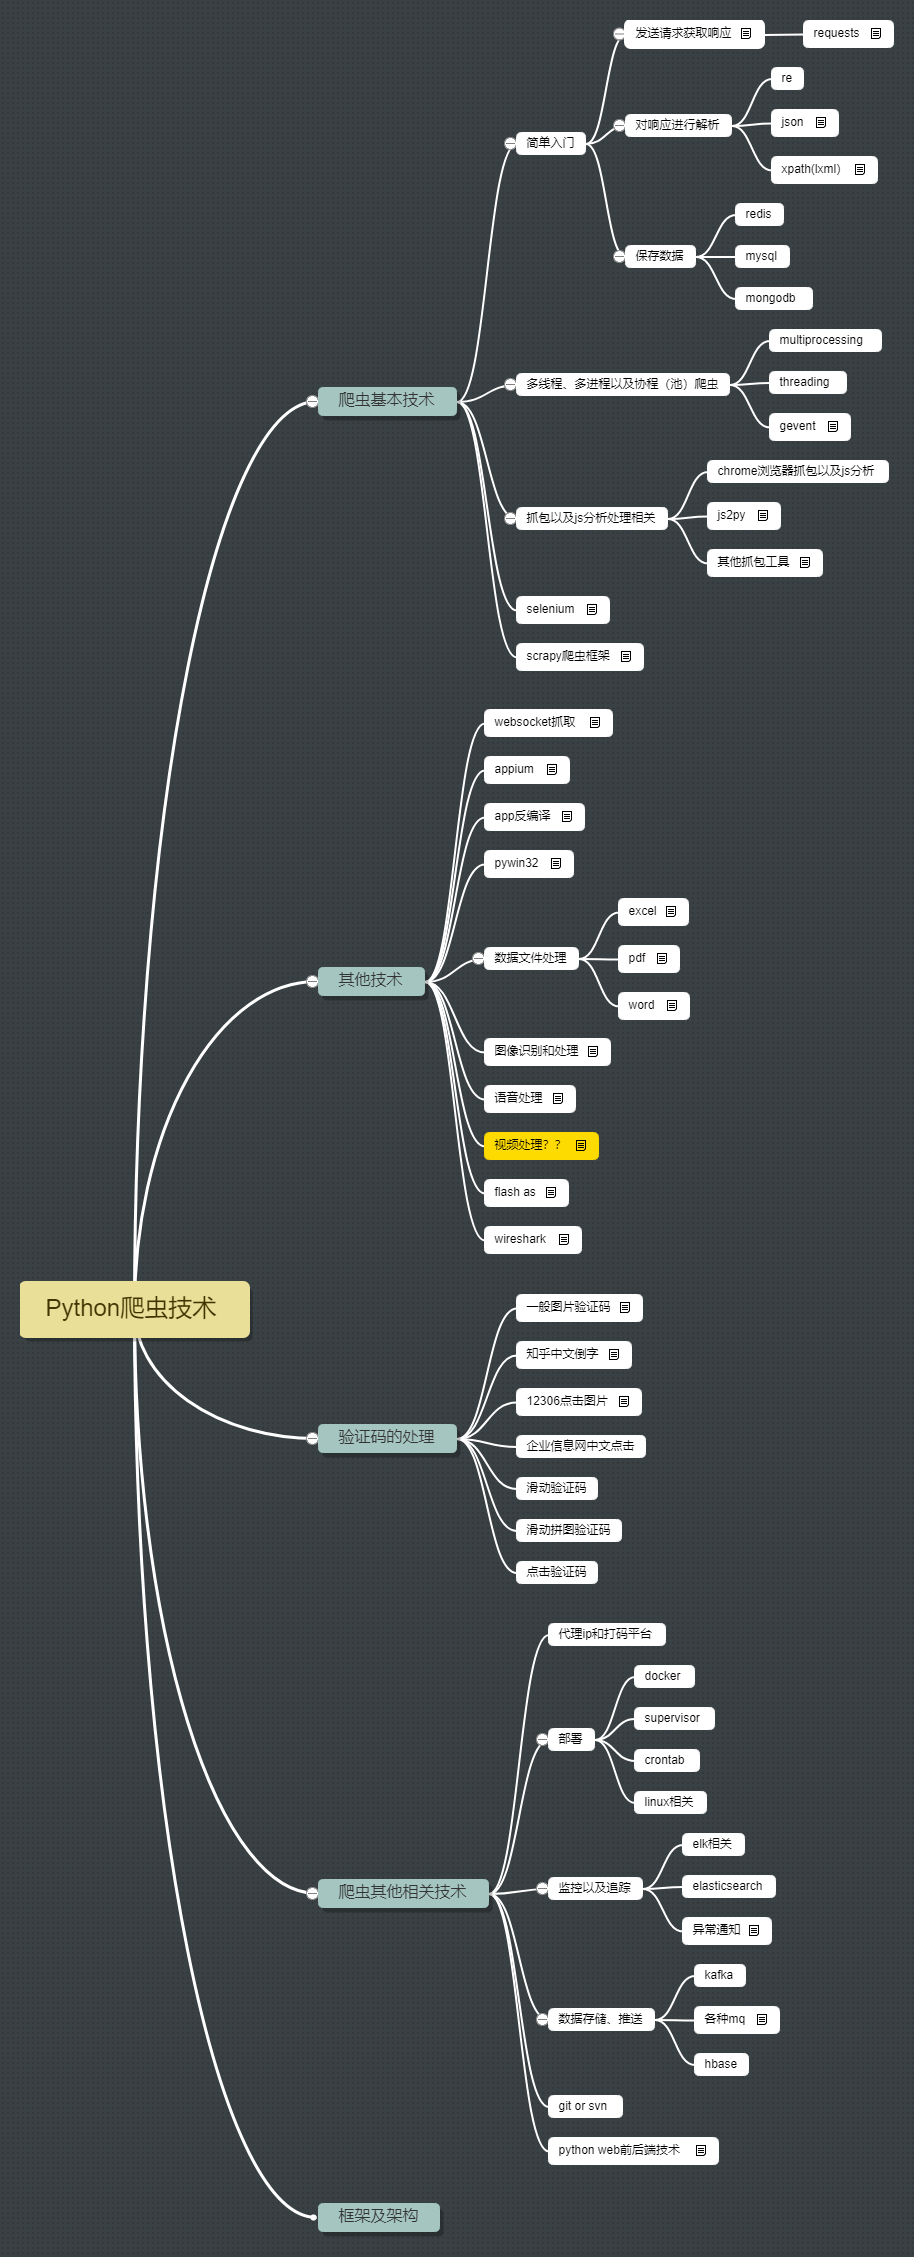 发送请求获取响应
requests
re
对响应进行解析
json
简单入门
xpath(lxml）
redis
保存数据
mysql
mongodb
multiprocessing
多线程、多进程以及协程（池）爬虫
threading
爬虫基本技术
gevent
chrome浏览器抓包以及js分析
抓包以及js分析处理相关
js2py
其他抓包工具
selenium
scrapy爬虫框架
websocket抓取
appium
app反编译
pywin32
excel
数据文件处理
pdf
其他技术
word
图像识别和处理
语音处理
视频处理？？
flash as
wireshark
Python爬虫技术
一般图片验证码
知乎中文倒字
12306点击图片
验证码的处理
企业信息网中文点击
滑动验证码
滑动拼图验证码
点击验证码
代理ip和打码平台
docker
supervisor
部署
crontab
linux相关
elk相关
爬虫其他相关技术
监控以及追踪
elasticsearch
异常通知
kafka
数据存储、推送
各种mq
hbase
git or svn
python web前后端技术
框架及架构